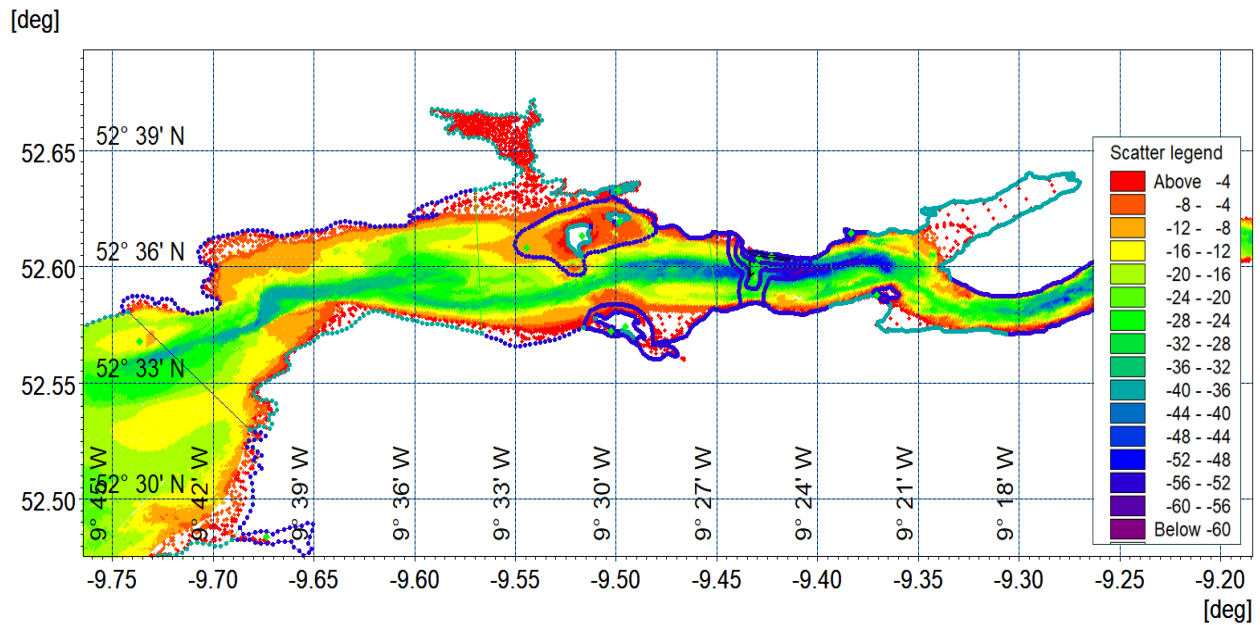 [deg]
52° 39' N
52.65
Scatter legend
Above -4
-8 - -4
-12 - -8
-16 - -12
-20 - -16
-24 - -20
-28 - -24
-32 - -28
-36 - -32
-40 - -36
-44 - -40
-48 - -44
-52 - -48
-56 - -52
-60 - -56
Below -60
52° 36' N
52.60
52° 33' N
52.55
52° 30' N
52.50
9° 45' W
9° 42' W
9° 39' W
9° 36' W
9° 33' W
9° 30' W
9° 27' W
9° 24' W
9° 21' W
9° 18' W
-9.75 -9.70 -9.65 -9.60 -9.55 -9.50 -9.45 -9.40 -9.35 -9.30 -9.25 -9.20
[deg]